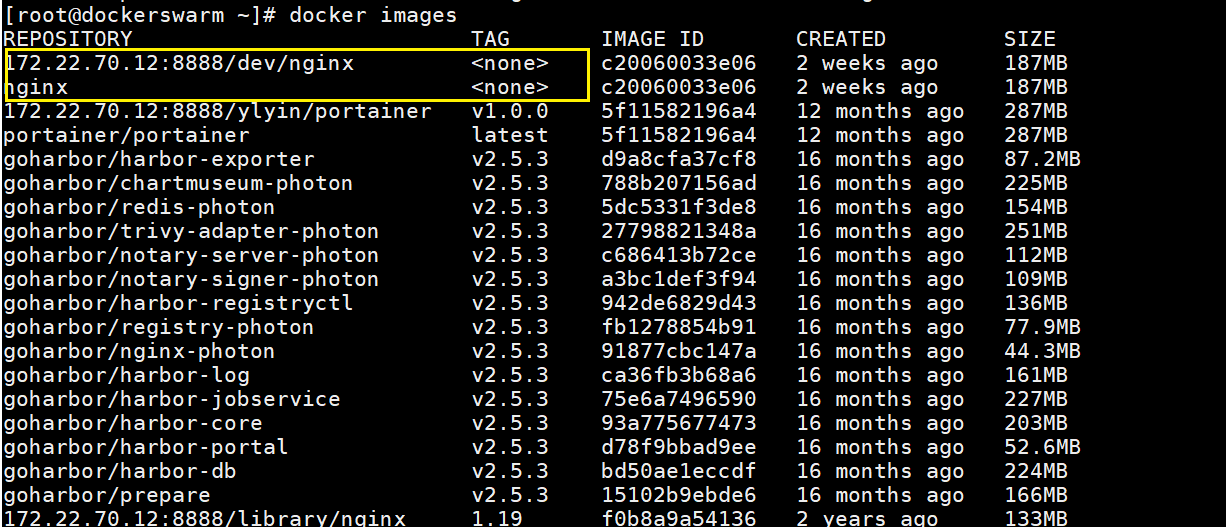 [root@dockerswarm ~]# docker images
REPOSITORY TAG IMAGE ID CREATED SIZE
172.22.70.12:8888/dev/nginx <none> c20060033e06 2 weeks ago 187MB
nginx <none> c20060033e06 2 weeks ago 187MB
172.22.70.12:8888/ylyin/portainer v1.0.0 5f11582196a4 12 months ago 287MB
portainer/portainer latest 5f11582196a4 12 months ago 287MB
goharbor/harbor-exporter v2.5.3 d9a8cfa37cf8 16 months ago 87.2MB
goharbor/chartmuseum-photon v2.5.3 788b207156ad 16 months ago 225MB
goharbor/redis-photon v2.5.3 5dc5331f3de8 16 months ago 154MB
goharbor/trivy-adapter-photon v2.5.3 27798821348a 16 months ago 251MB
goharbor/notary-server-photon v2.5.3 c686413b72ce 16 months ago 112MB
goharbor/notary-signer-photon v2.5.3 a3bc1def3f94 16 months ago 109MB
goharbor/harbor-registryctl v2.5.3 942de6829d43 16 months ago 136MB
goharbor/registry-photon v2.5.3 fb1278854b91 16 months ago 77.9MB
goharbor/nginx-photon v2.5.3 91877cbc147a 16 months ago 44.3MB
goharbor/harbor-log v2.5.3 ca36fb3b68a6 16 months ago 161MB
goharbor/harbor-jobservice v2.5.3 75e6a7496590 16 months ago 227MB
goharbor/harbor-core v2.5.3 93a775677473 16 months ago 203MB
goharbor/harbor-portal v2.5.3 d78f9bbad9ee 16 months ago 52.6MB
goharbor/harbor-db v2.5.3 bd50ae1eccdf 16 months ago 224MB
goharbor/prepare v2.5.3 15102b9ebde6 16 months ago 166MB
172.22.70.12:8888/library/nginx 1.19 f0b8a9a54136 2 years ago 133MB